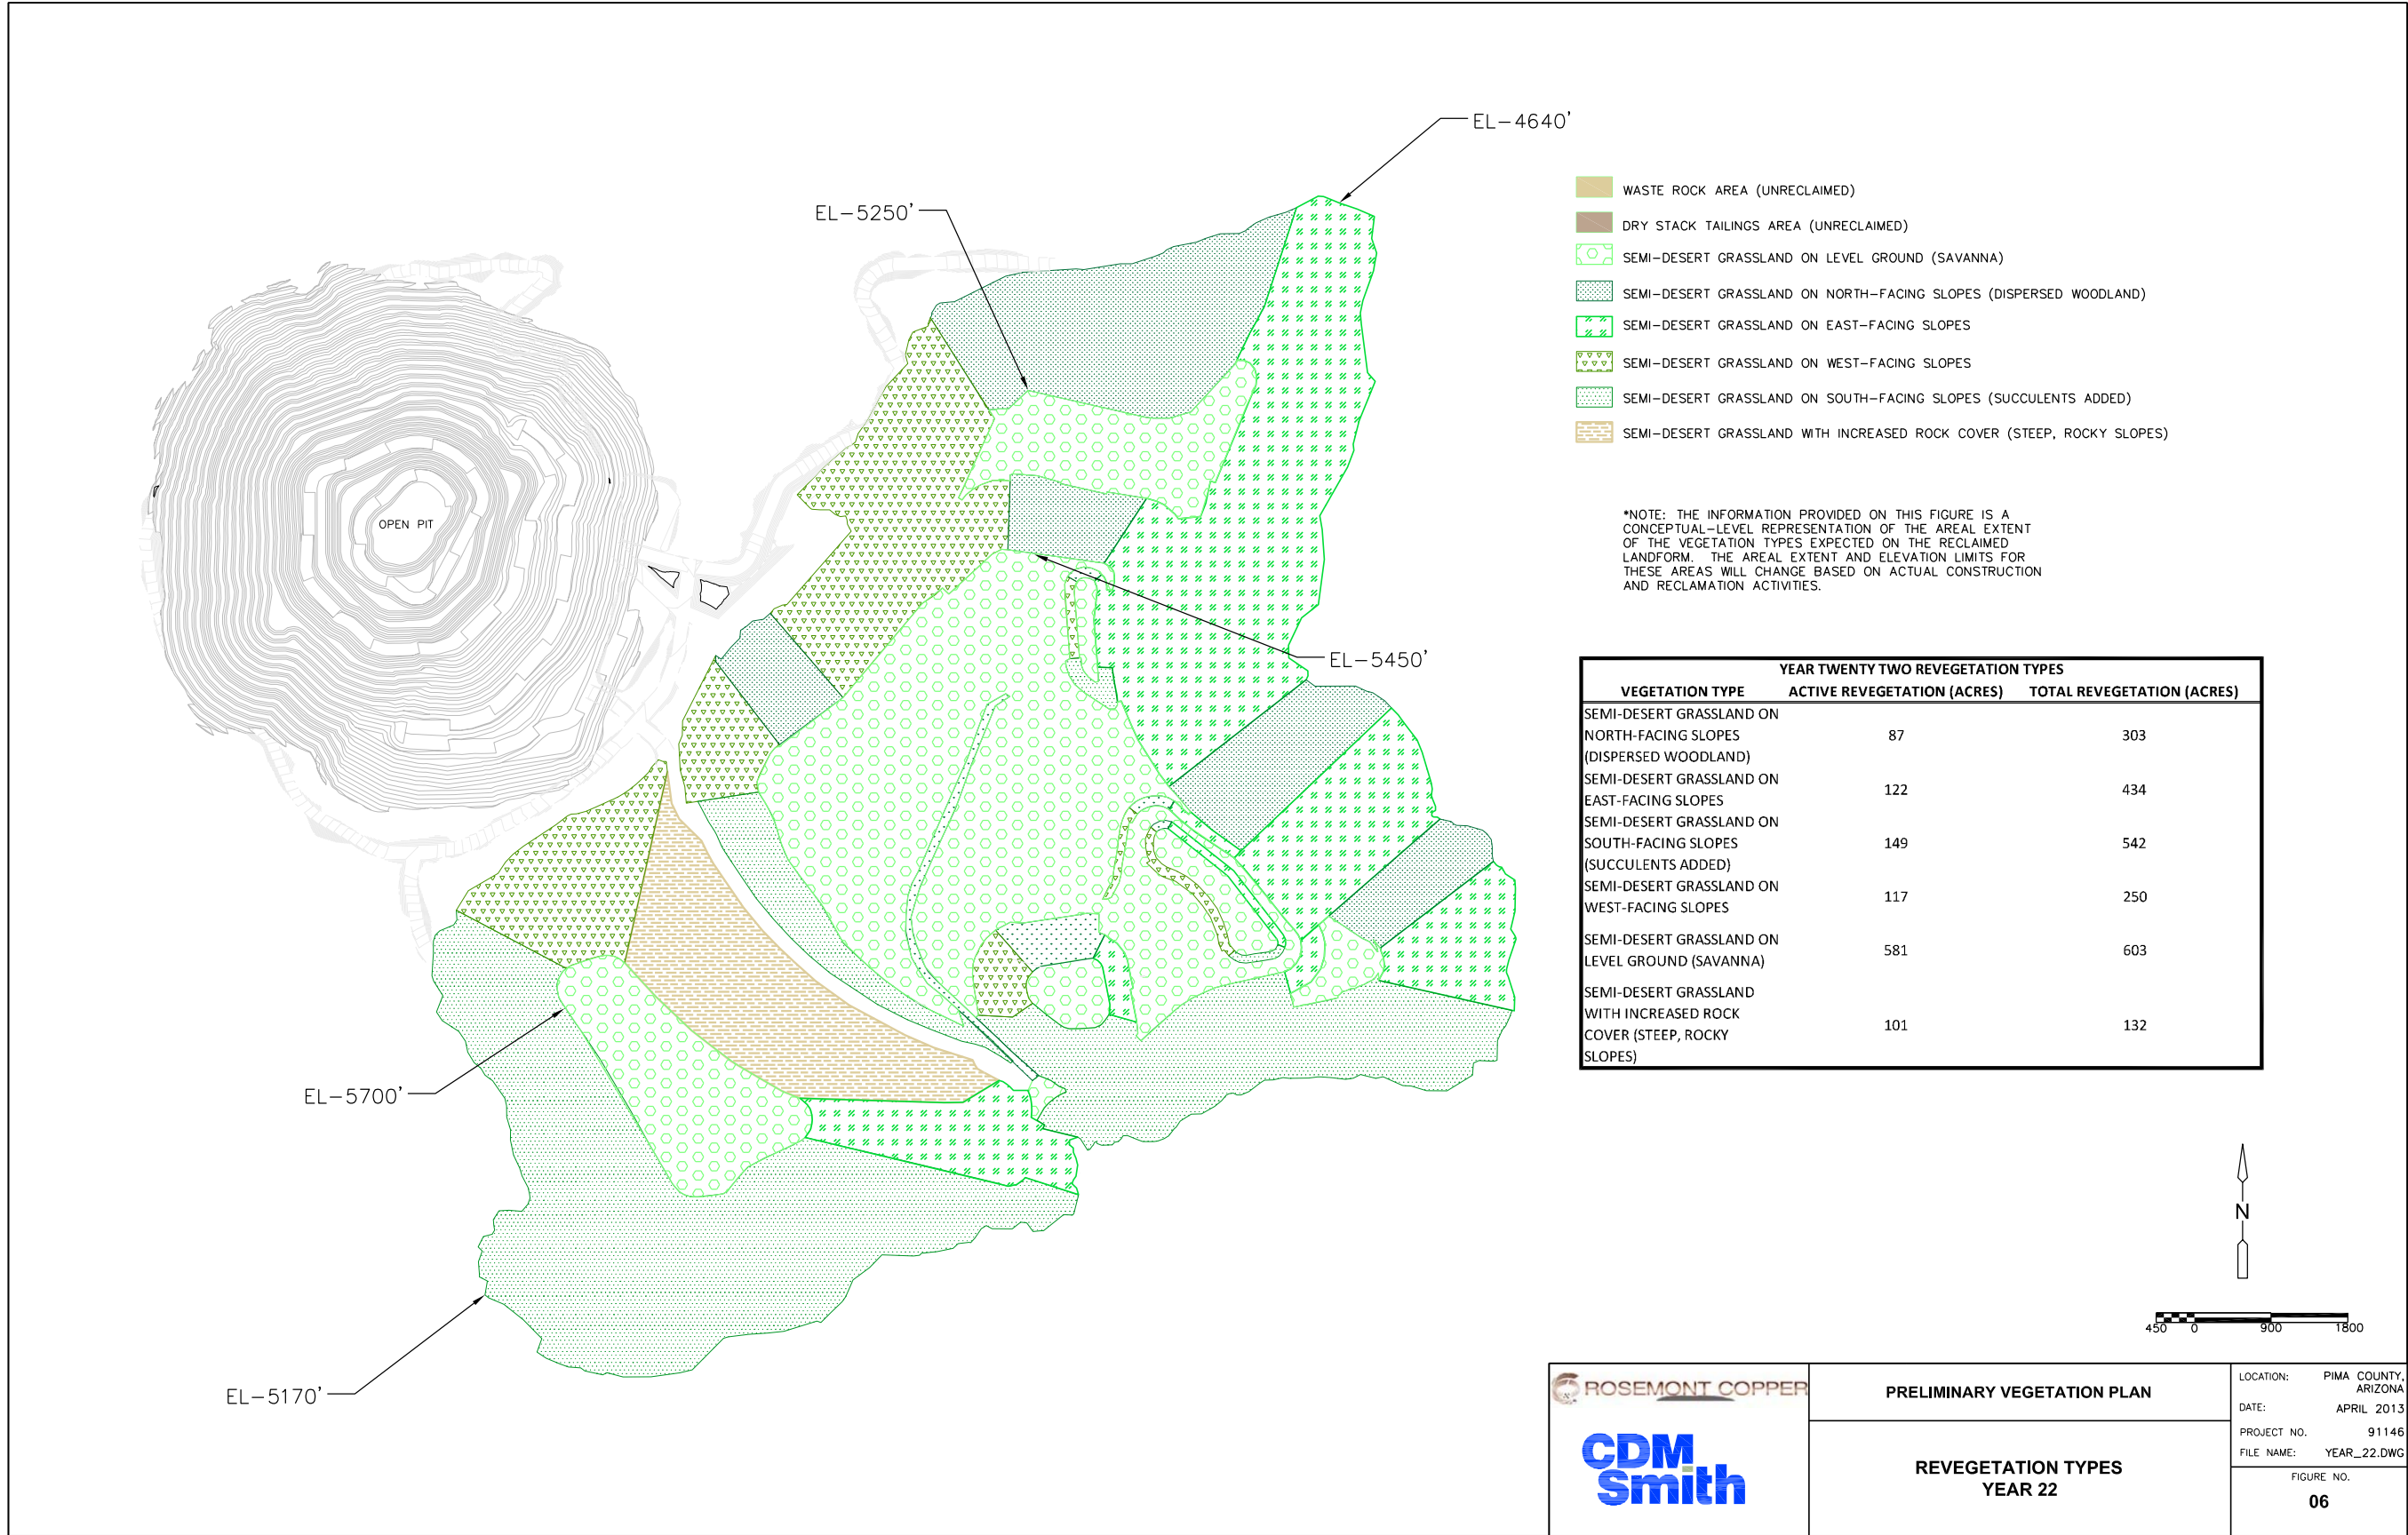 EL-4640'
EL-5250'
WASTE ROCK AREA (UNRECLAIMED)
DRY STACK TAILINGS AREA (UNRECLAIMED)
SEMI-DESERT GRASSLAND ON LEVEL GROUND (SAVANNA)
SEMI-DESERT GRASSLAND ON NORTH-FACING SLOPES (DISPERSED WOODLAND)
SEMI-DESERT GRASSLAND ON EAST-FACING SLOPES
SEMI-DESERT GRASSLAND ON WEST-FACING SLOPES
SEMI-DESERT GRASSLAND ON SOUTH-FACING SLOPES (SUCCULENTS ADDED)
SEMI-DESERT GRASSLAND WITH INCREASED ROCK COVER (STEEP, ROCKY SLOPES)
OPEN PIT
*NOTE: THE INFORMATION PROVIDED ON THIS FIGURE IS A
CONCEPTUAL-LEVEL REPRESENTATION OF THE AREAL EXTENT
OF THE VEGETATION TYPES EXPECTED ON THE RECLAIMED
LANDFORM. THE AREAL EXTENT AND ELEVATION LIMITS FOR
THESE AREAS WILL CHANGE BASED ON ACTUAL CONSTRUCTION
AND RECLAMATION ACTIVITIES.
EL-5450'
YEAR TWENTY TWO REVEGETATION TYPES
VEGETATION TYPE ACTIVE REVEGETATION (ACRES) TOTAL REVEGETATION (ACRES)
SEMI-DESERT GRASSLAND ON
NORTH-FACING SLOPES 87 303
(DISPERSED WOODLAND)
SEMI-DESERT GRASSLAND ON
EAST-FACING SLOPES 122 434
SEMI-DESERT GRASSLAND ON
SOUTH-FACING SLOPES 149 542
(SUCCULENTS ADDED)
SEMI-DESERT GRASSLAND ON
WEST-FACING SLOPES 117 250
SEMI-DESERT GRASSLAND ON
LEVEL GROUND (SAVANNA) 581 603
SEMI-DESERT GRASSLAND
WITH INCREASED ROCK
COVER (STEEP, ROCKY 101 132
SLOPES)
EL-5700'
EL-5170'
N
450 0 900 1800
ROSEMONT COPPER
CDM
Smith
PRELIMINARY VEGETATION PLAN
REVEGETATION TYPES
YEAR 22
LOCATION: PIMA COUNTY,
ARIZONA
DATE: APRIL 2013
PROJECT NO. 91146
FILE NAME: YEAR_22.DWG
FIGURE NO.
06